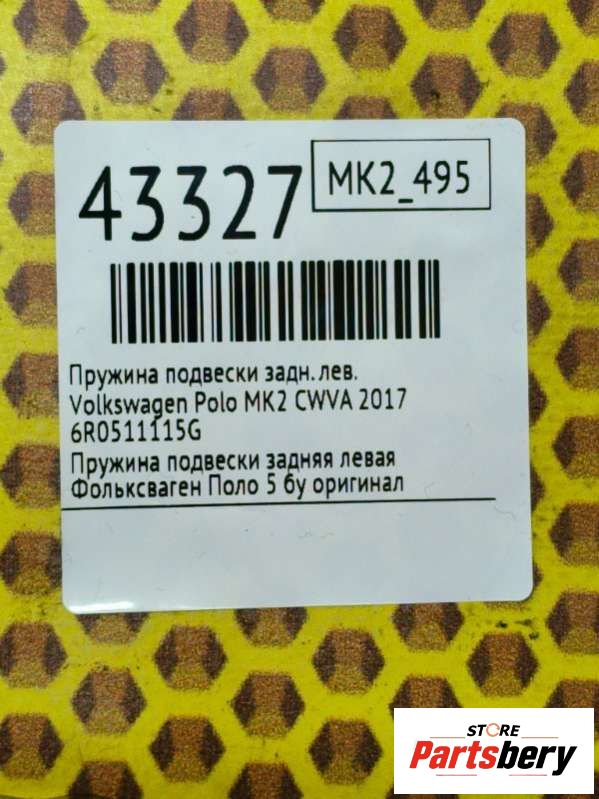 43327
MK2_495
Пружина подвески задн. лев.
Volkswagen Polo MK2 CWVA 2017
6R0511115G
Пружина подвески задняя левая
Фольксваген Поло 5 бу оригинал
STORE
Partsbery